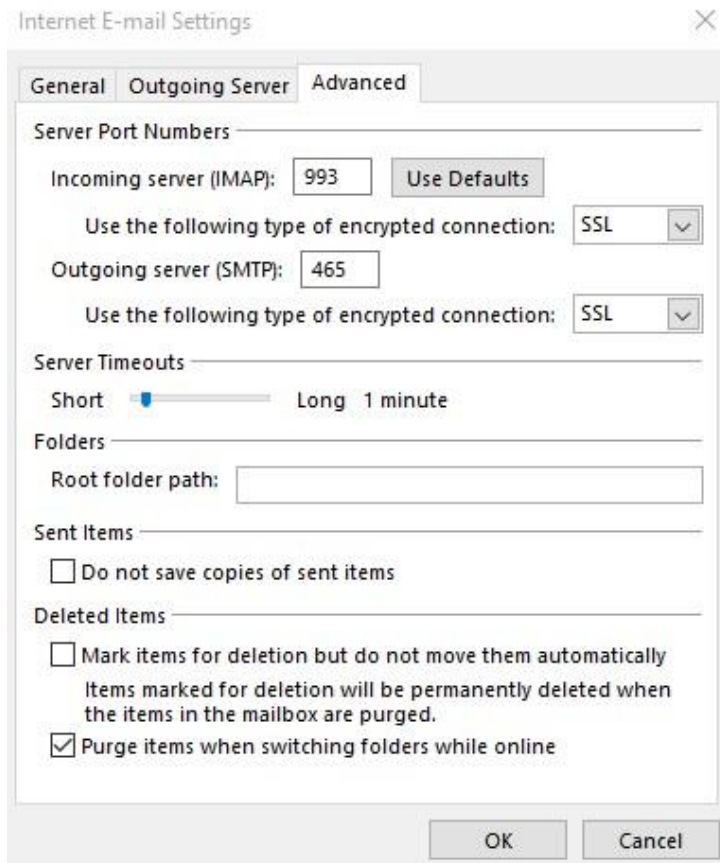 Internet E-mail Settings
General Outgoing Server Advanced
Server Port Numbers
Incoming server (IMAP): 993 Use Defaults
Use the following type of encrypted connection: SSL
Outgoing server (SMTP): 465
Use the following type of encrypted connection: SSL
Server Timeouts
Short Long 1 minute
Folders
Root folder path:
Sent Items
Do not save copies of sent items
Deleted Items
Mark items for deletion but do not move them automatically
Items marked for deletion will be permanently deleted when
the items in the mailbox are purged.
Purge items when switching folders while online
OK Cancel